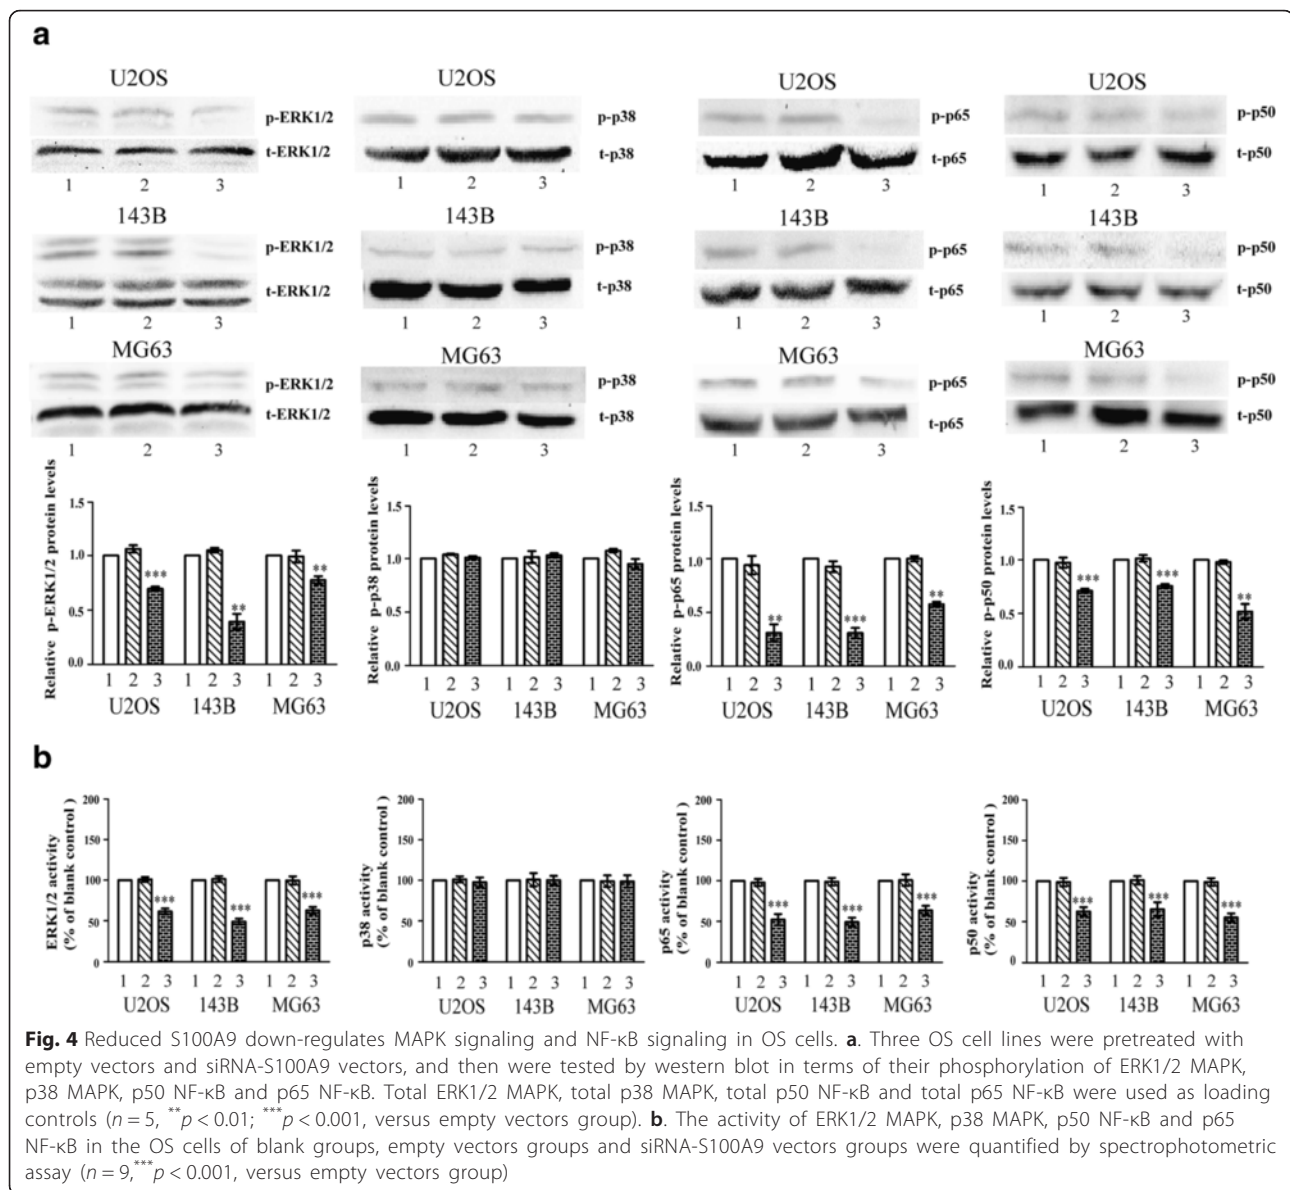 a
U2OS
U2OS
U2OS
U2OS
p-ERK1/2
p-p38
p-p65
p-p50
t-ERK1/2
t-p38
t-p65
t-p50
1 2 3
1 2 3
1 2 3
1 2 3
143B
143B
143B
143B
p-ERK1/2
p-p38
p-p65
p-p50
t-ERK1/2
t-p38
t-p65
t-p50
1 2 3
1 2 3
1 2 3
1 2 3
MG63
MG63
MG63
MG63
p-ERK1/2
p-p38
p-p65
p-p50
t-ERK1/2
t-p38
t-p65
t-p50
1 2 3
1 2 3
1 2 3
1 2 3
Relative p-ERK1/2 protein levels
1.5
1.0
0.5
0.0
*** ** **
1 2 3 1 2 3 1 2 3
U2OS 143B MG63
Relative p-p38 protein levels
1.5
1.0
0.5
0.0
1 2 3 1 2 3 1 2 3
U2OS 143B MG63
Relative p-p65 protein levels
1.5
1.0
0.5
0.0
** *** **
1 2 3 1 2 3 1 2 3
U2OS 143B MG63
Relative p-p50 protein levels
1.5
1.0
0.5
0.0
*** *** **
1 2 3 1 2 3 1 2 3
U2OS 143B MG63
b
ERK1/2 activity
(% of blank control )
200
150
100
50
0
*** *** ***
1 2 3 1 2 3 1 2 3
U2OS 143B MG63
p38 activity
(% of blank control )
200
150
100
50
0
1 2 3 1 2 3 1 2 3
U2OS 143B MG63
p65 activity
(% of blank control )
200
150
100
50
0
*** *** ***
1 2 3 1 2 3 1 2 3
U2OS 143B MG63
p50 activity
(% of blank control )
200
150
100
50
0
*** *** ***
1 2 3 1 2 3 1 2 3
U2OS 143B MG63
Fig. 4 Reduced S100A9 down-regulates MAPK signaling and NF-κB signaling in OS cells. a. Three OS cell lines were pretreated with
empty vectors and siRNA-S100A9 vectors, and then were tested by western blot in terms of their phosphorylation of ERK1/2 MAPK,
p38 MAPK, p50 NF-κB and p65 NF-κB. Total ERK1/2 MAPK, total p38 MAPK, total p50 NF-κB and total p65 NF-κB were used as loading
controls (n = 5, **p < 0.01; ***p < 0.001, versus empty vectors group). b. The activity of ERK1/2 MAPK, p38 MAPK, p50 NF-κB and p65
NF-κB in the OS cells of blank groups, empty vectors groups and siRNA-S100A9 vectors groups were quantified by spectrophotometric
assay (n = 9,***p < 0.001, versus empty vectors group)